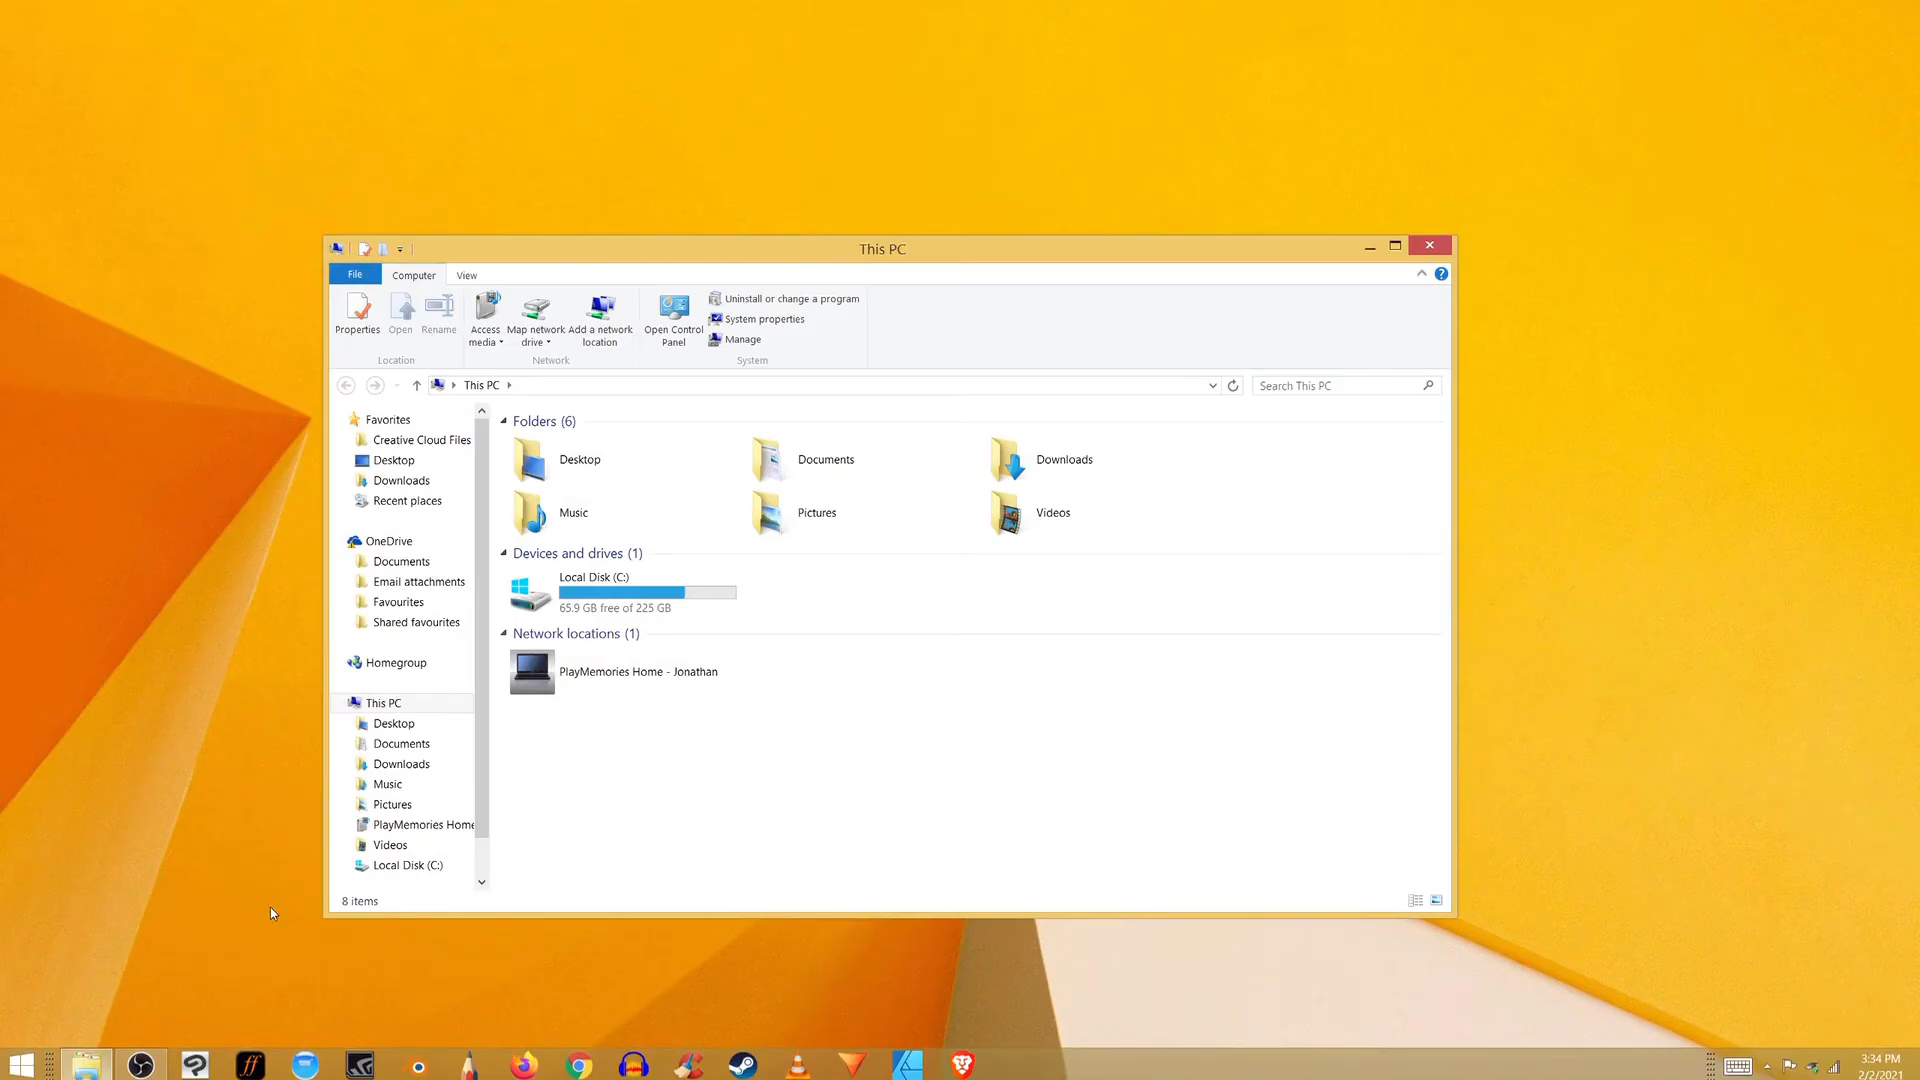 This PC
File Computer View
Properties Open Rename Access media Map network drive Add a network location Open Control Panel
Uninstall or change a program
System properties
Manage
Location Network System
This PC
Search This PC
Favorites
Creative Cloud Files
Desktop
Downloads
Recent places
OneDrive
Documents
Email attachments
Favourites
Shared favourites
Homegroup
This PC
Desktop
Documents
Downloads
Music
Pictures
PlayMemories Home
Videos
Local Disk (C:)
Folders (6)
Desktop Documents Downloads
Music Pictures Videos
Devices and drives (1)
Local Disk (C:)
65.9 GB free of 225 GB
Network locations (1)
PlayMemories Home - Jonathan
8 items
ff
3:34 PM
2/2/2021